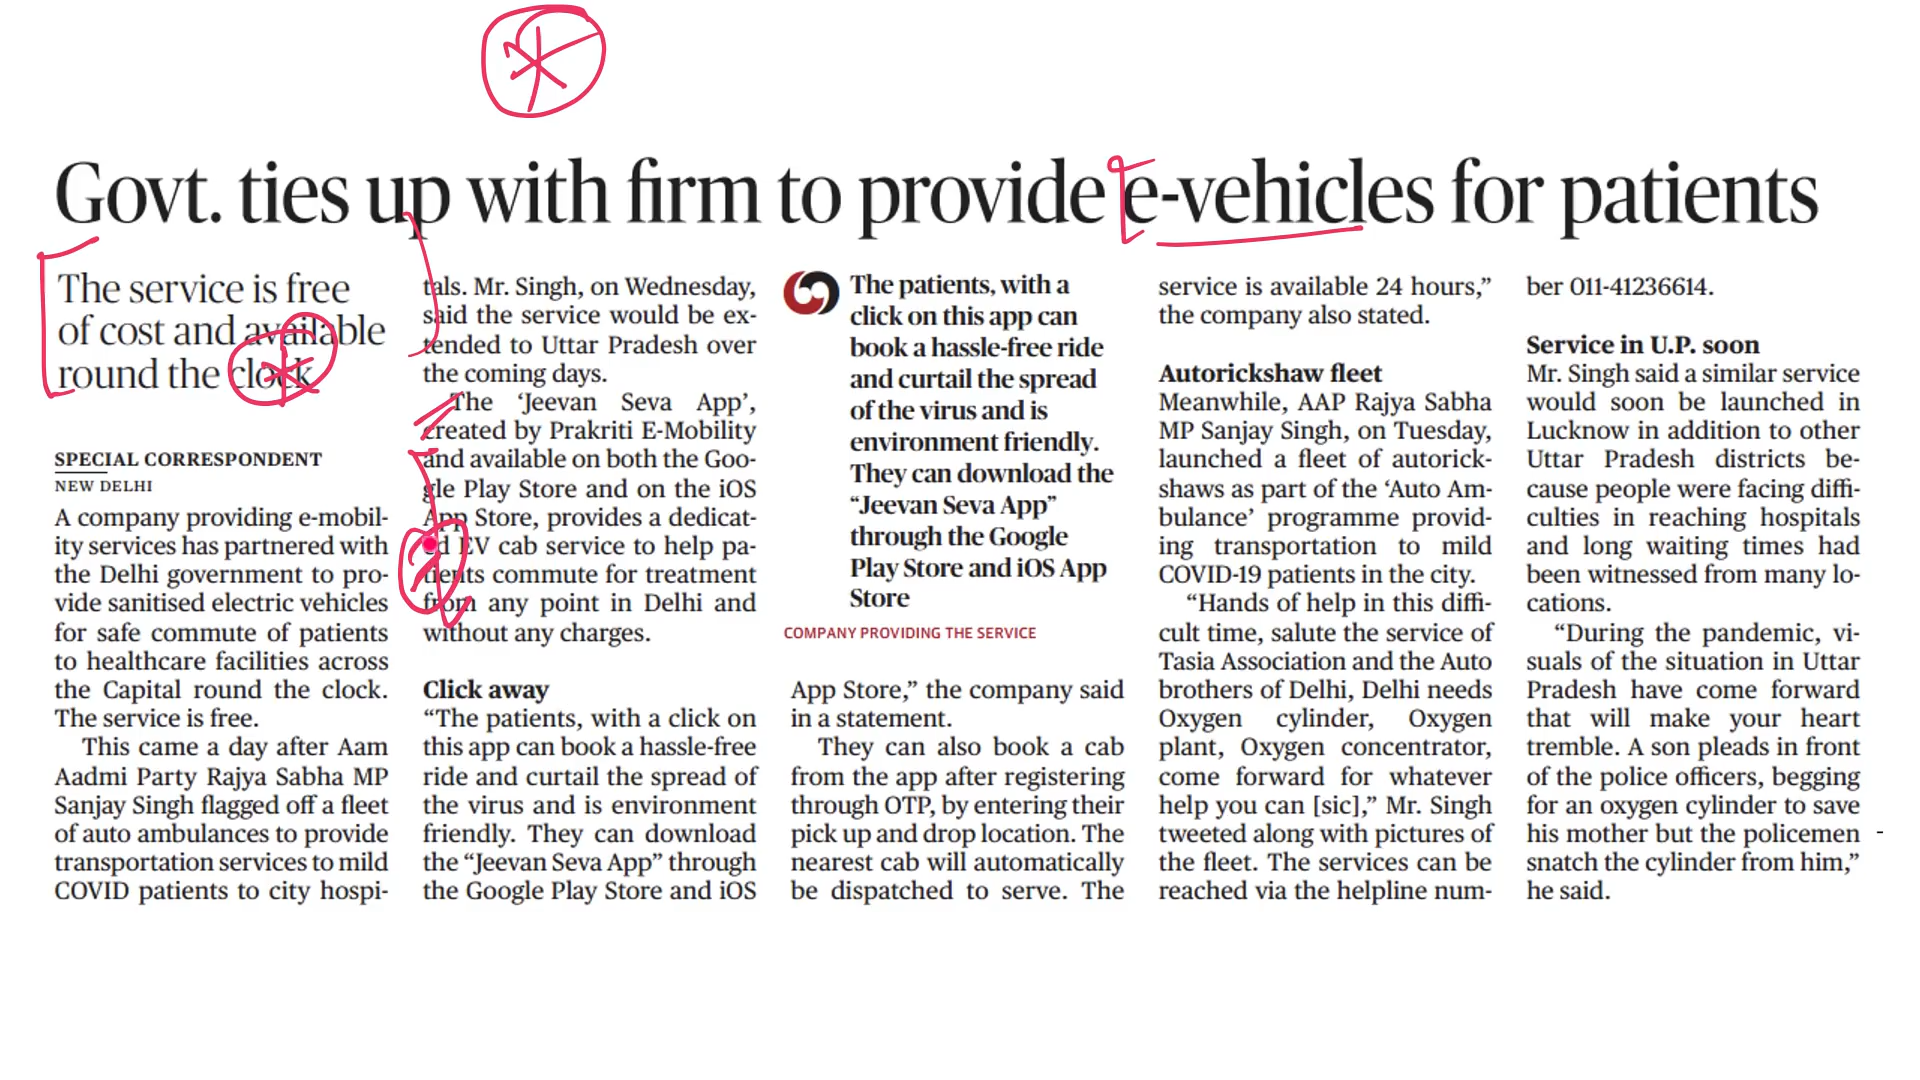 Govt. ties up with firm to provide e-vehicles for patients
The service is free
of cost and available
round the clock
SPECIAL CORRESPONDENT
NEW DELHI
A company providing e-mobil-
ity services has partnered with
the Delhi government to pro-
vide sanitised electric vehicles
for safe commute of patients
to healthcare facilities across
the Capital round the clock.
The service is free.
This came a day after Aam
Aadmi Party Rajya Sabha MP
Sanjay Singh flagged off a fleet
of auto ambulances to provide
transportation services to mild
COVID patients to city hospi-
tals. Mr. Singh, on Wednesday,
said the service would be ex-
tended to Uttar Pradesh over
the coming days.
The ‘Jeevan Seva App’,
created by Prakriti E-Mobility
and available on both the Goo-
gle Play Store and on the iOS
App Store, provides a dedicat-
ed EV cab service to help pa-
tients commute for treatment
from any point in Delhi and
without any charges.
Click away
“The patients, with a click on
this app can book a hassle-free
ride and curtail the spread of
the virus and is environment
friendly. They can download
the “Jeevan Seva App” through
the Google Play Store and iOS
The patients, with a
click on this app can
book a hassle-free ride
and curtail the spread
of the virus and is
environment friendly.
They can download the
“Jeevan Seva App”
through the Google
Play Store and iOS App
Store
COMPANY PROVIDING THE SERVICE
App Store,” the company said
in a statement.
They can also book a cab
from the app after registering
through OTP, by entering their
pick up and drop location. The
nearest cab will automatically
be dispatched to serve. The
service is available 24 hours,”
the company also stated.
Autorickshaw fleet
Meanwhile, AAP Rajya Sabha
MP Sanjay Singh, on Tuesday,
launched a fleet of autorick-
shaws as part of the ‘Auto Am-
bulance’ programme provid-
ing transportation to mild
COVID-19 patients in the city.
“Hands of help in this diffi-
cult time, salute the service of
Tasia Association and the Auto
brothers of Delhi, Delhi needs
Oxygen cylinder, Oxygen
plant, Oxygen concentrator,
come forward for whatever
help you can [sic],” Mr. Singh
tweeted along with pictures of
the fleet. The services can be
reached via the helpline num-
ber 011-41236614.
Service in U.P. soon
Mr. Singh said a similar service
would soon be launched in
Lucknow in addition to other
Uttar Pradesh districts be-
cause people were facing diffi-
culties in reaching hospitals
and long waiting times had
been witnessed from many lo-
cations.
“During the pandemic, vi-
suals of the situation in Uttar
Pradesh have come forward
that will make your heart
tremble. A son pleads in front
of the police officers, begging
for an oxygen cylinder to save
his mother but the policemen
snatch the cylinder from him,”
he said.